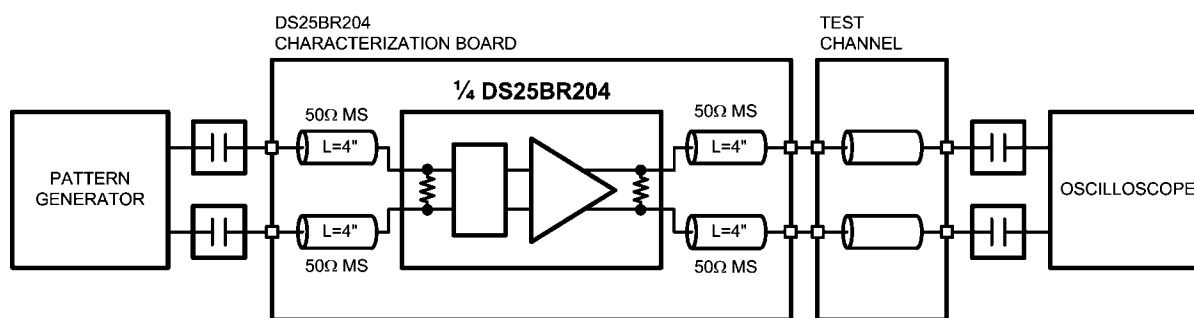 DS25BR204
CHARACTERIZATION BOARD
TEST
CHANNEL
¼ DS25BR204
50Ω MS
50Ω MS
L=4"
L=4"
PATTERN
GENERATOR
OSCILLOSCOPE
L=4"
L=4"
50Ω MS
50Ω MS